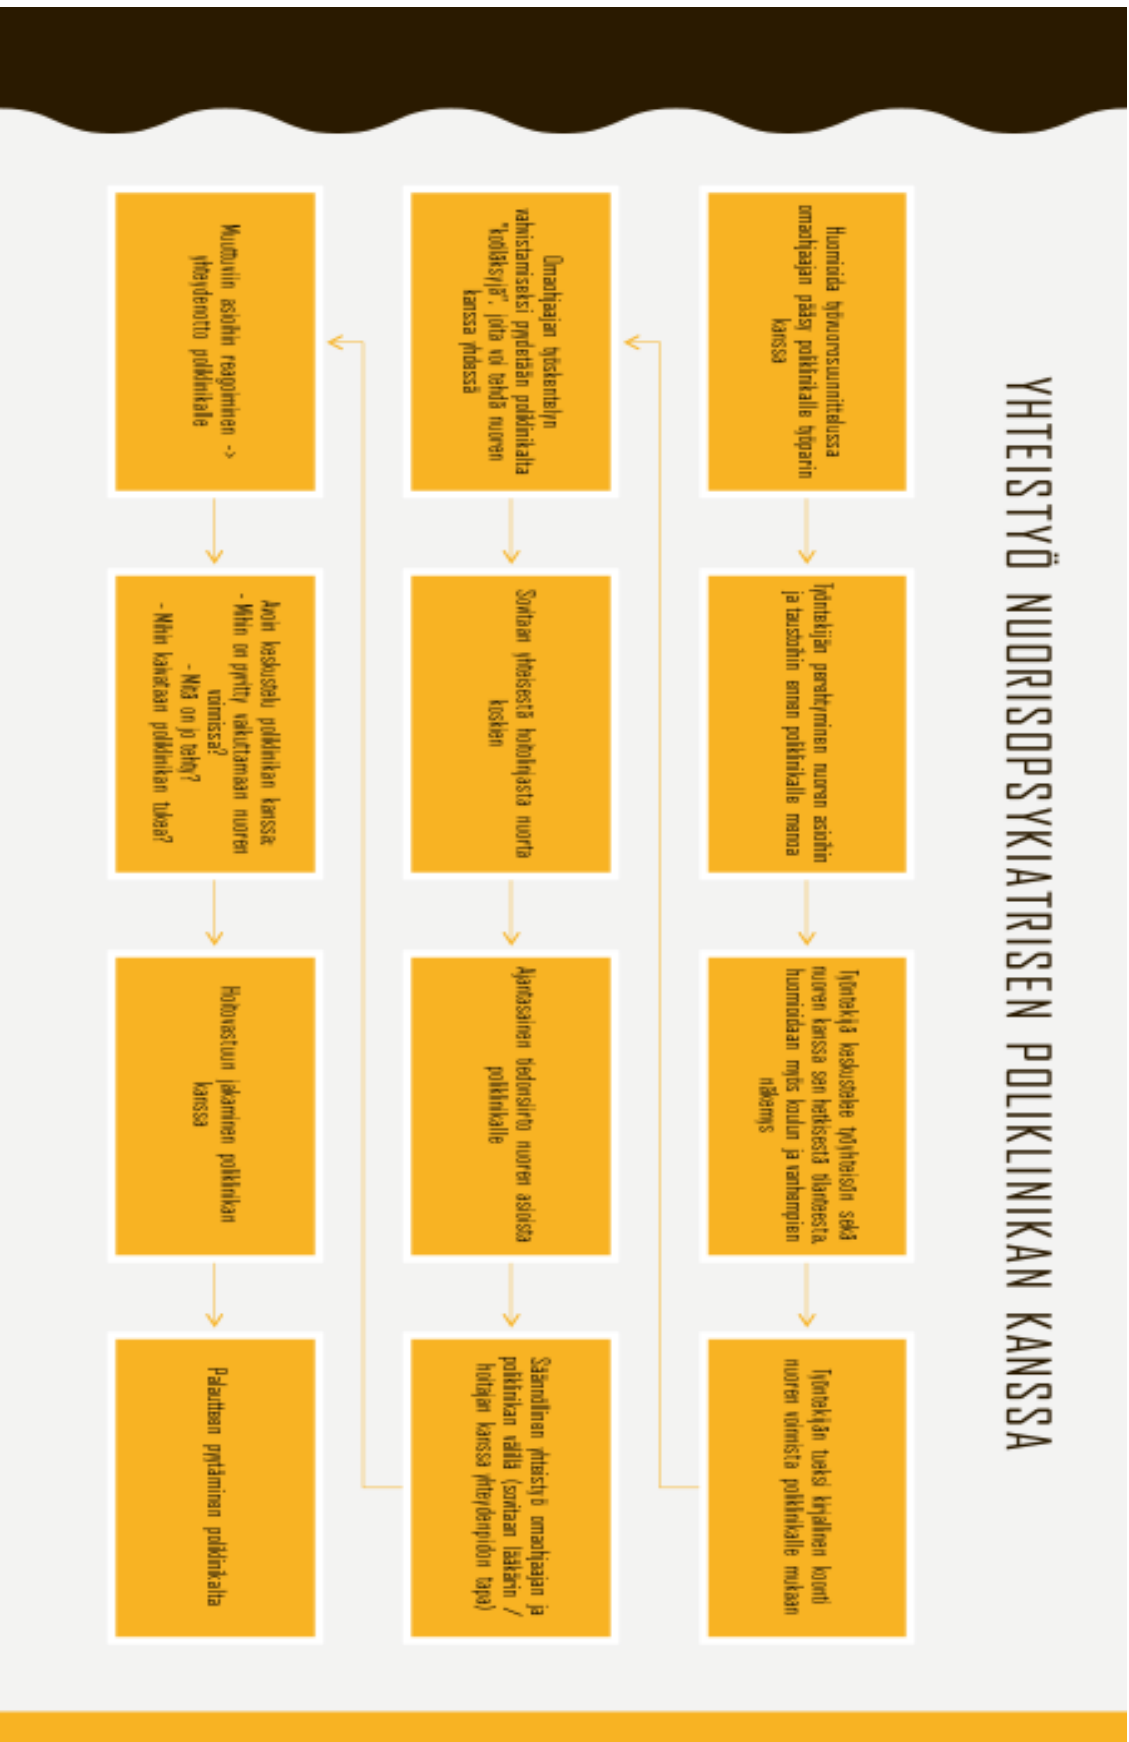 YHTEISTYÖ NUORISOPSYKIATRISEN POLIKLINIKAN KANSSA
Huomioida työvuorosuunnittelussa
omaohjaajan pääsy poliklinikalle työparin
kanssa
Työntekijän perehtyminen nuoren asioihin
ja taustoihin ennen poliklinikalle menoa
Työntekijä keskustelee työyhteisön sekä
nuoren kanssa sen hetkisestä tilanteesta,
huomioidaan myös koulun ja vanhempien
näkemys
Työntekijän tueksi kirjallinen koonti
nuoren voinnista poliklinikalle mukaan
Omaohjaajan työskentelyn
vahvistamiseksi pyydetään poliklinikalta
"kotiläksyjä", joita voi tehdä nuoren
kanssa yhdessä
Sovitaan yhteisestä hoitolinjasta nuorta
koskien
Ajantasainen tiedonsiirto nuoren asioista
poliklinikalle
Säännöllinen yhteistyö omaohjaajan ja
poliklinikan välillä (sovitaan lääkärin /
hoitajan kanssa yhteydenpidon tapa)
Muuttuviin asioihin reagoiminen ->
yhteydenotto poliklinikalle
Avoin keskustelu poliklinikan kanssa:
- Mihin on pyritty vaikuttamaan nuoren
voinnissa?
- Mitä on jo tehty?
- Mihin kaivataan poliklinikan tukea?
Hoitovastuun jakaminen poliklinikan
kanssa
Palautteen pyytäminen poliklinikalta